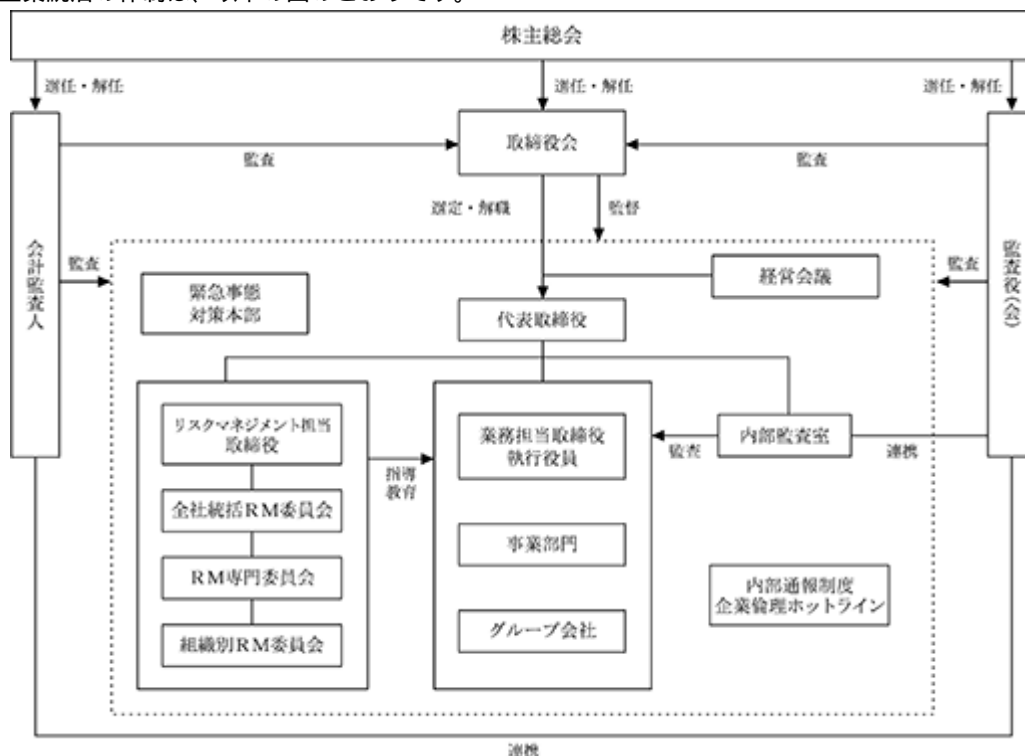 株主総会
選任・解任
選任・解任
選任・解任
取締役会
監査
監査
選定・解職
監督
会計監査人
監査役(会)
監査
監査
緊急事態
対策本部
経営会議
代表取締役
リスクマネジメント担当
取締役
業務担当取締役
執行役員
内部監査室
監査
連携
指導
教育
全社統括RM委員会
事業部門
RM専門委員会
内部通報制度
企業倫理ホットライン
グループ会社
組織別RM委員会
連携